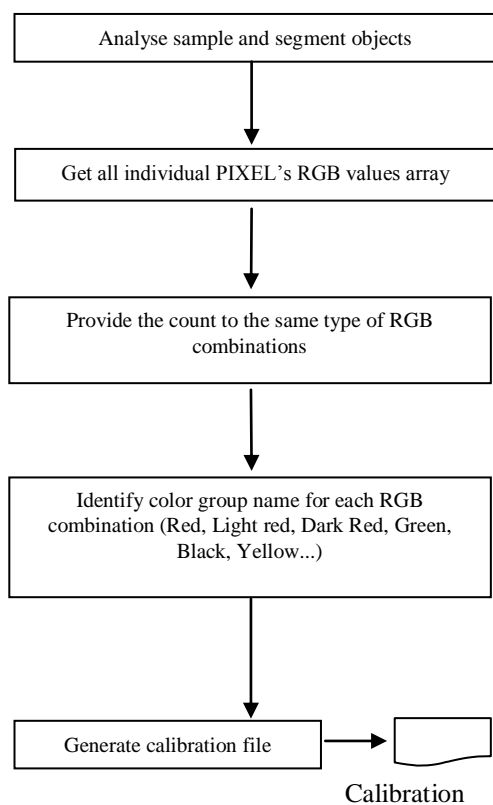 Analyse sample and segment objects
Get all individual PIXEL’s RGB values array
Provide the count to the same type of RGB
combinations
Identify color group name for each RGB
combination (Red, Light red, Dark Red, Green,
Black, Yellow...)
Generate calibration file
Calibration